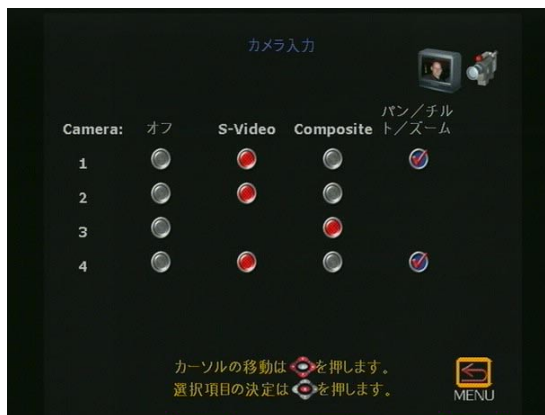 カメラ入力
パン／チル
Camera: オフ S-Video Composite ト／ズーム
1
2
3
4
カーソルの移動はを押します。
選択項目の決定はを押します。
MENU